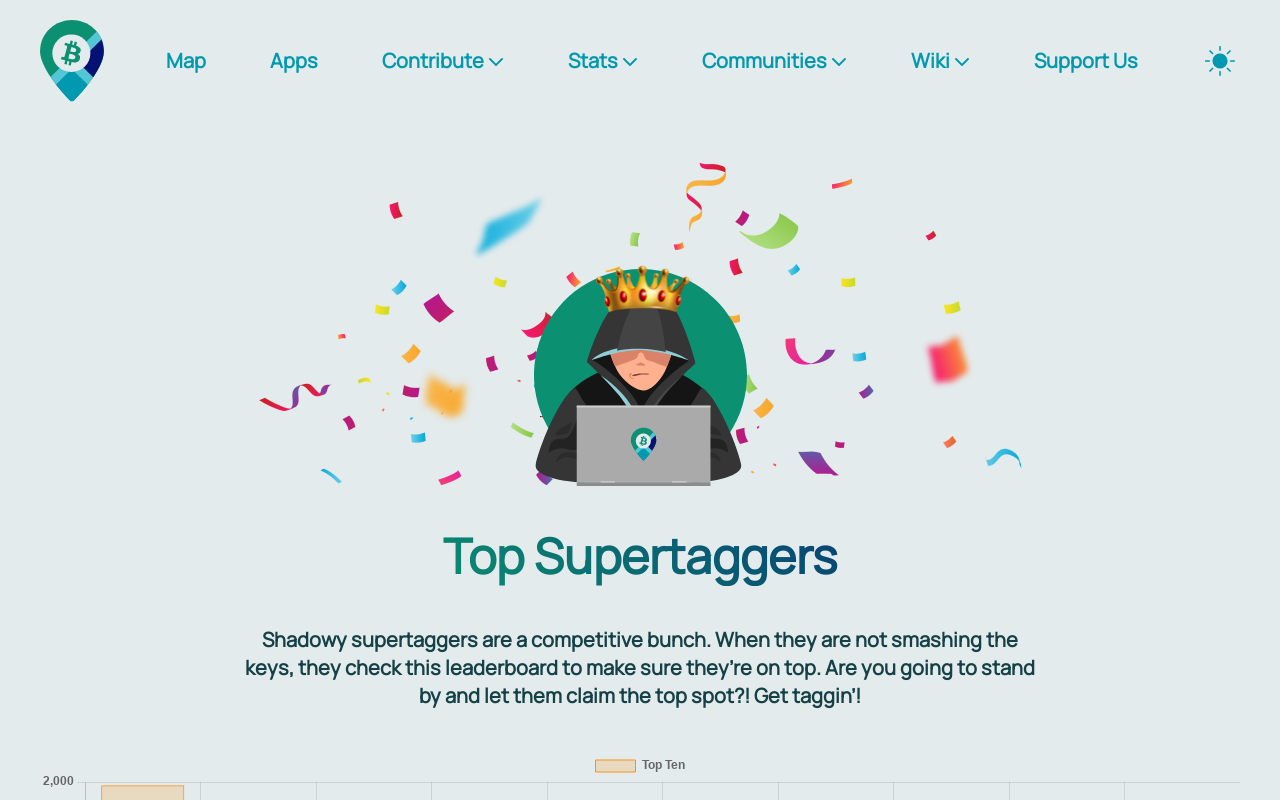 Map Apps Contribute Stats Communities Wiki Support Us
Top Supertaggers
Shadowy supertaggers are a competitive bunch. When they are not smashing the
keys, they check this leaderboard to make sure they're on top. Are you going to stand
by and let them claim the top spot?! Get taggin'!
Top Ten
2,000